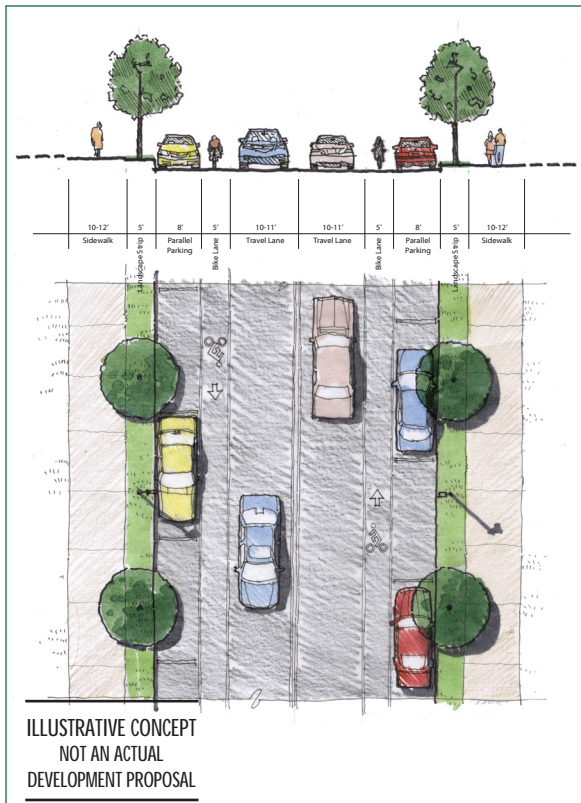 10-12' 5' 8' 5' 10-11' 10-11' 5' 8' 5' 10-12'
Sidewalk Landscape Strip Parallel Parking Bike Lane Travel Lane Travel Lane Bike Lane Parallel Parking Landscape Strip Sidewalk
ILLUSTRATIVE CONCEPT
NOT AN ACTUAL
DEVELOPMENT PROPOSAL